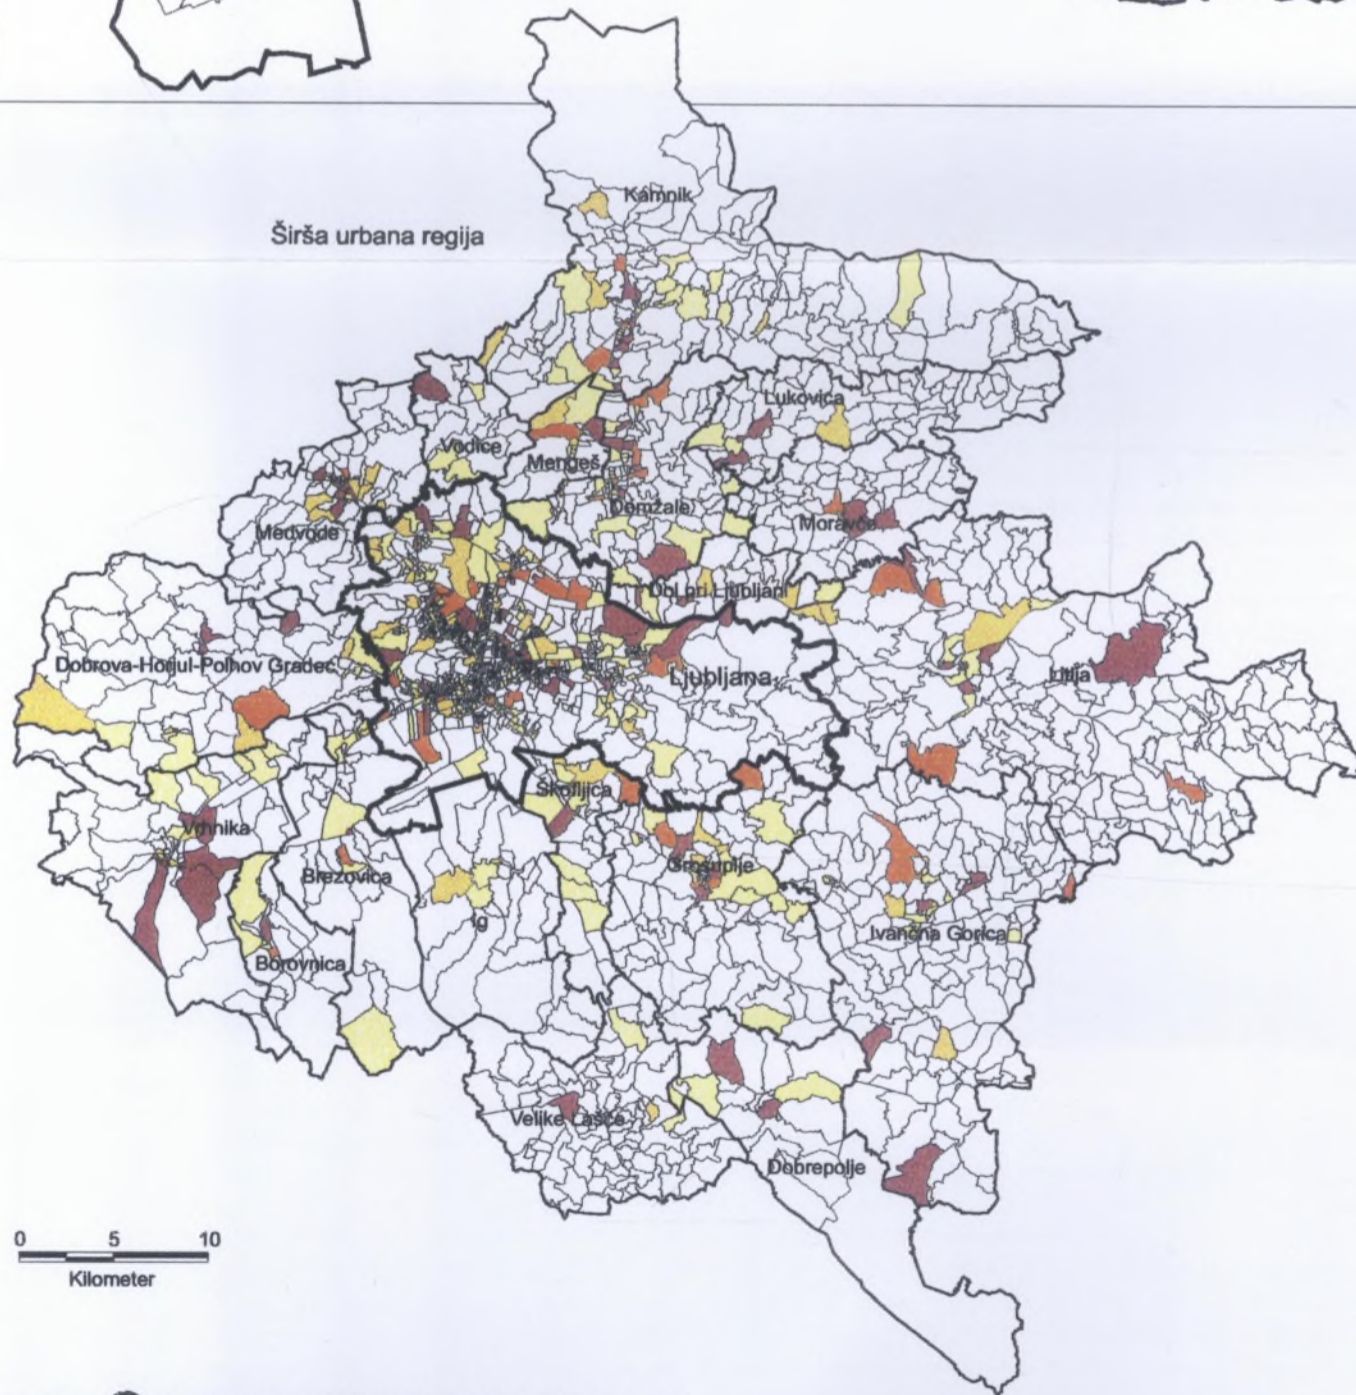 Kamnik
Širša urbana regija
Lukovica
Vodice
Mengeš
Domžale
Moravče
Medvode
Dol pri Ljubljani
Dobrova-Horjul-Polhov Gradec
Ljubljana
Litija
Škofljica
Vrhnika
Grosuplje
Brezovica
Ig
Ivančna Gorica
Borovnica
Velike Lašče
Dobrepolje
0 5 10
Kilometer